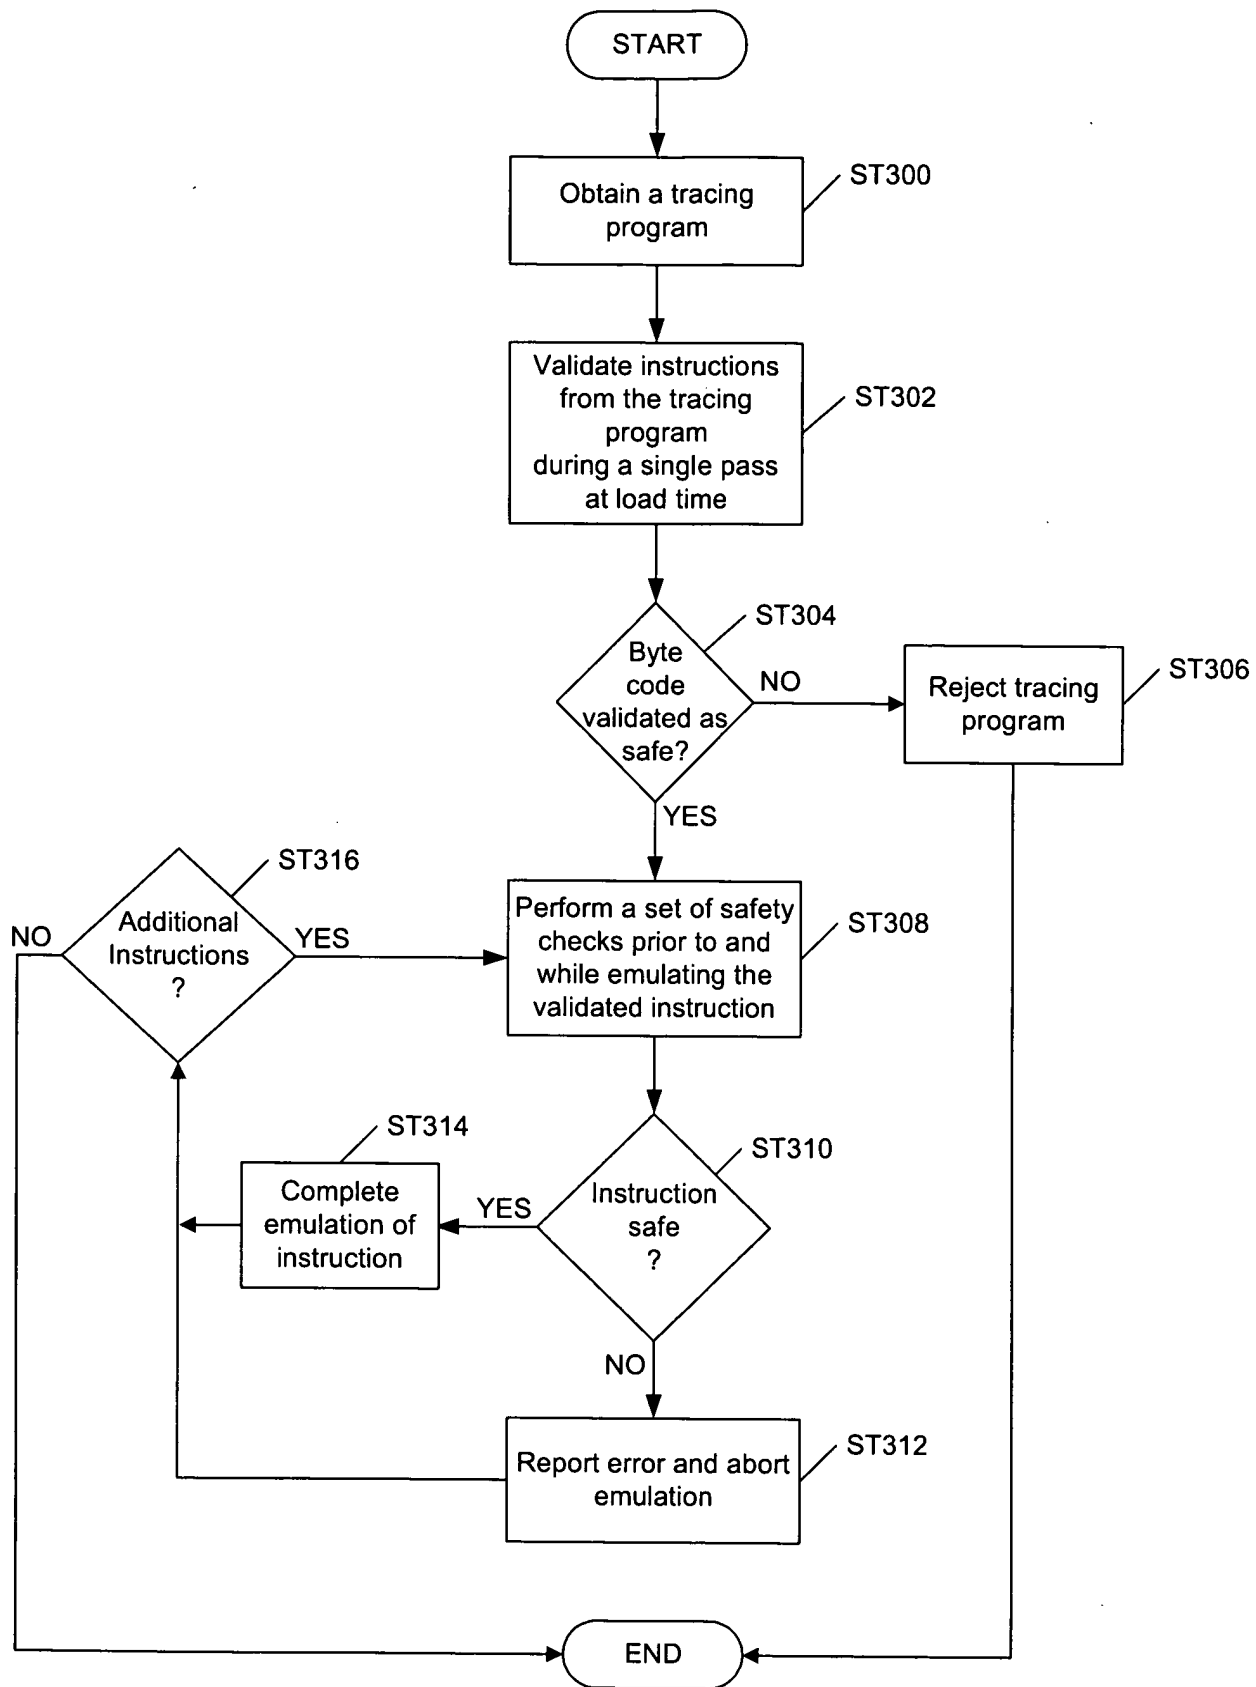 START
Obtain a tracing
program
ST300
Validate instructions
from the tracing
program
during a single pass
at load time
ST302
Byte
code
validated as
safe?
ST304
NO
Reject tracing
program
ST306
YES
Additional
Instructions
?
ST316
NO
YES
Perform a set of safety
checks prior to and
while emulating the
validated instruction
ST308
Complete
emulation of
instruction
ST314
YES
Instruction
safe
?
ST310
NO
Report error and abort
emulation
ST312
END